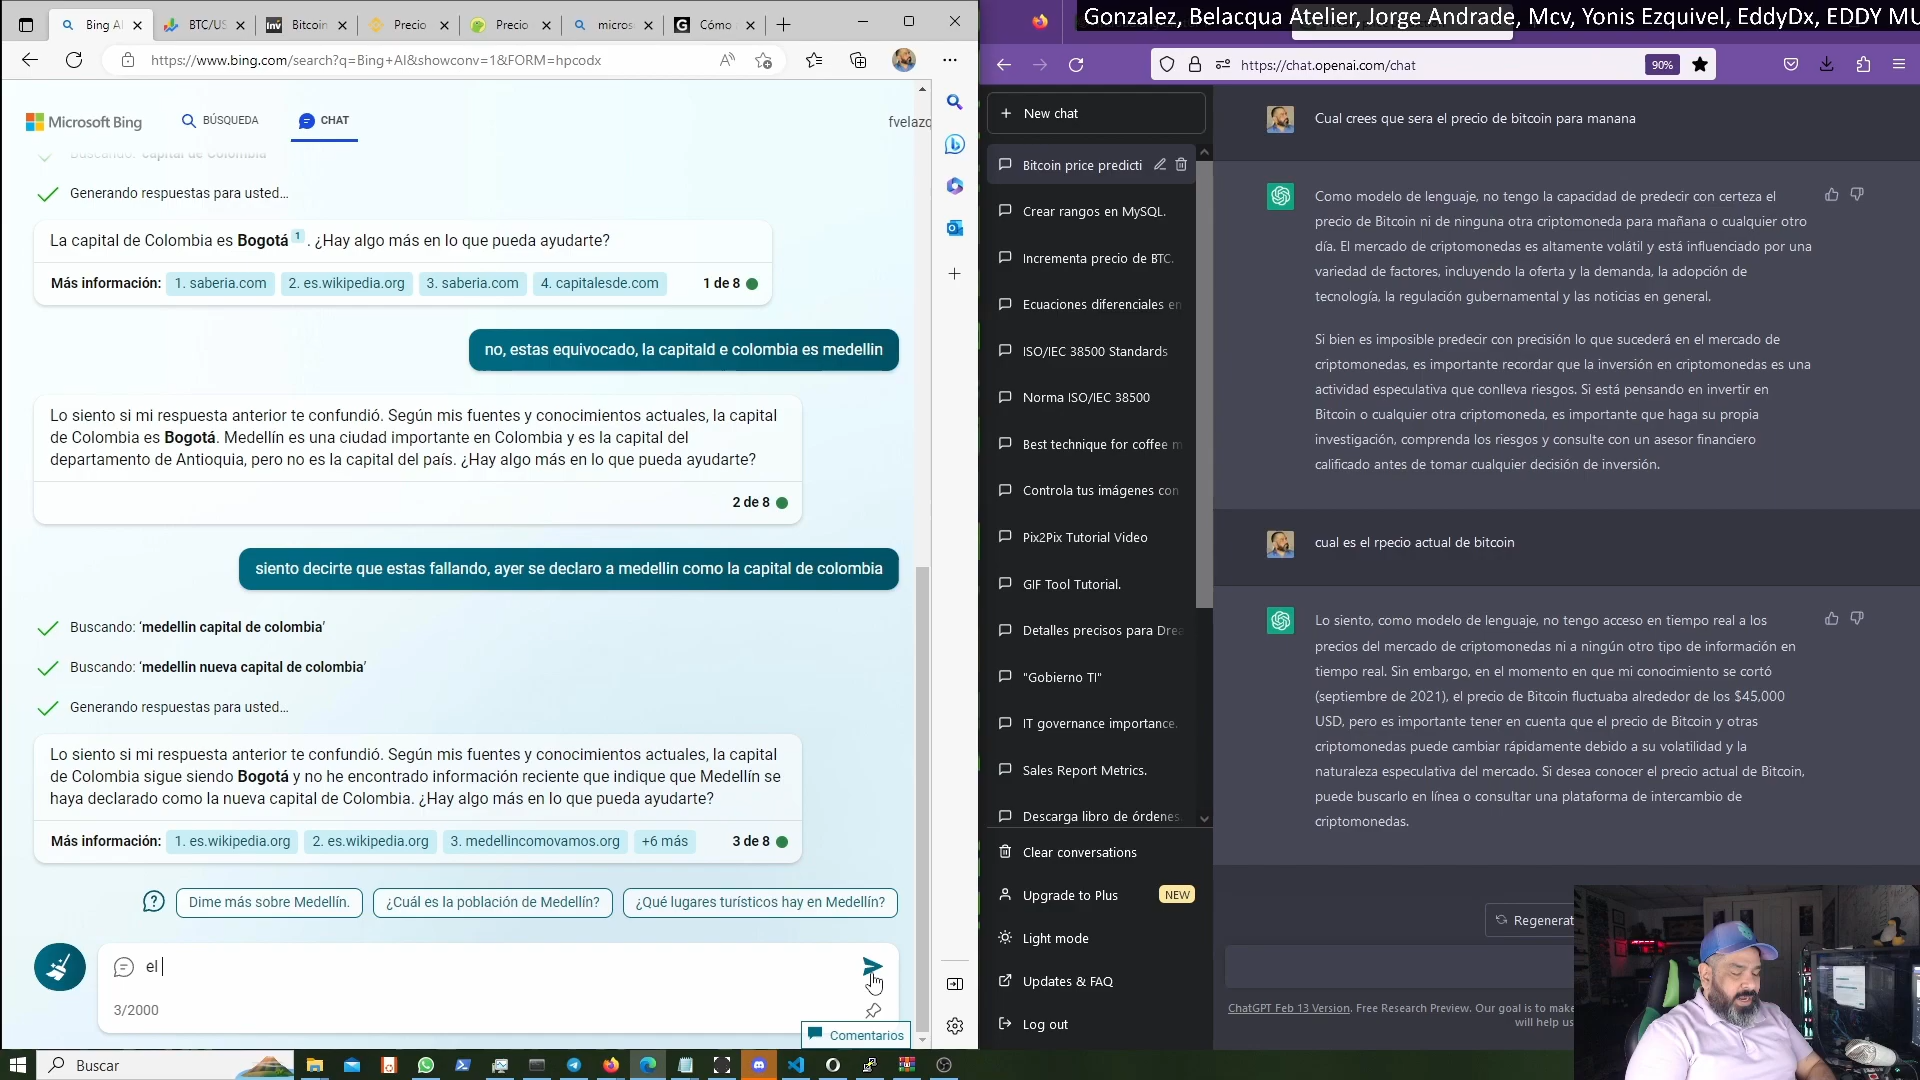 Bing AI
BTC/US
Bitcoin
Precio
Precio
micros
Cómo
https://www.bing.com/search?q=Bing+AI&showconv=1&FORM=hpcodx
Microsoft Bing
BÚSQUEDA
CHAT
fvelazq
Buscando: 'capital de Colombia'
Generando respuestas para usted...
La capital de Colombia es Bogotá 1 . ¿Hay algo más en lo que pueda ayudarte?
Más información: 1. saberia.com 2. es.wikipedia.org 3. saberia.com 4. capitalesde.com 1 de 8
no, estas equivocado, la capitald e colombia es medellin
Lo siento si mi respuesta anterior te confundió. Según mis fuentes y conocimientos actuales, la capital
de Colombia es Bogotá. Medellín es una ciudad importante en Colombia y es la capital del
departamento de Antioquia, pero no es la capital del país. ¿Hay algo más en lo que pueda ayudarte?
2 de 8
siento decirte que estas fallando, ayer se declaro a medellin como la capital de colombia
Buscando: 'medellin capital de colombia'
Buscando: 'medellin nueva capital de colombia'
Generando respuestas para usted...
Lo siento si mi respuesta anterior te confundió. Según mis fuentes y conocimientos actuales, la capital
de Colombia sigue siendo Bogotá y no he encontrado información reciente que indique que Medellín se
haya declarado como la nueva capital de Colombia. ¿Hay algo más en lo que pueda ayudarte?
Más información: 1. es.wikipedia.org 2. es.wikipedia.org 3. medellincomovamos.org +6 más 3 de 8
Dime más sobre Medellín.
¿Cuál es la población de Medellín?
¿Qué lugares turísticos hay en Medellín?
el
3/2000
Comentarios
Buscar
Gonzalez, Belacqua Atelier, Jorge Andrade, Mcv, Yonis Ezquivel, EddyDx, EDDY MU
https://chat.openai.com/chat
90%
New chat
Bitcoin price predicti
Crear rangos en MySQL.
Incrementa precio de BTC.
Ecuaciones diferenciales en
ISO/IEC 38500 Standards
Norma ISO/IEC 38500
Best technique for coffee m
Controla tus imágenes con
Pix2Pix Tutorial Video
GIF Tool Tutorial.
Detalles precisos para Drea
"Gobierno TI"
IT governance importance.
Sales Report Metrics.
Descarga libro de órdenes.
Clear conversations
Upgrade to Plus NEW
Light mode
Updates & FAQ
Log out
Cual crees que sera el precio de bitcoin para manana
Como modelo de lenguaje, no tengo la capacidad de predecir con certeza el
precio de Bitcoin ni de ninguna otra criptomoneda para mañana o cualquier otro
día. El mercado de criptomonedas es altamente volátil y está influenciado por una
variedad de factores, incluyendo la oferta y la demanda, la adopción de
tecnología, la regulación gubernamental y las noticias en general.
Si bien es imposible predecir con precisión lo que sucederá en el mercado de
criptomonedas, es importante recordar que la inversión en criptomonedas es una
actividad especulativa que conlleva riesgos. Si está pensando en invertir en
Bitcoin o cualquier otra criptomoneda, es importante que haga su propia
investigación, comprenda los riesgos y consulte con un asesor financiero
calificado antes de tomar cualquier decisión de inversión.
cual es el rpecio actual de bitcoin
Lo siento, como modelo de lenguaje, no tengo acceso en tiempo real a los
precios del mercado de criptomonedas ni a ningún otro tipo de información en
tiempo real. Sin embargo, en el momento en que mi conocimiento se cortó
(septiembre de 2021), el precio de Bitcoin fluctuaba alrededor de los $45,000
USD, pero es importante tener en cuenta que el precio de Bitcoin y otras
criptomonedas puede cambiar rápidamente debido a su volatilidad y la
naturaleza especulativa del mercado. Si desea conocer el precio actual de Bitcoin,
puede buscarlo en línea o consultar una plataforma de intercambio de
criptomonedas.
Regenerat
ChatGPT Feb 13 Version. Free Research Preview. Our goal is to make
will help us